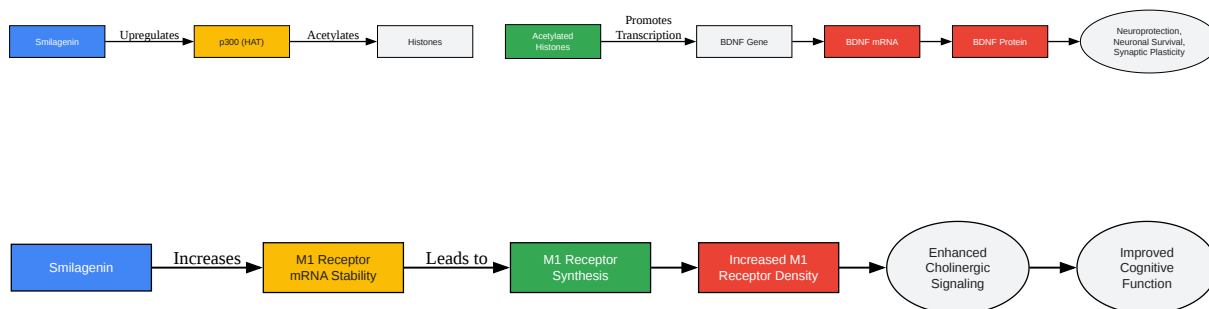 Smilagenin
Upregulates
p300 (HAT)
Acetylates
Histones
Acetylated
Histones
Promotes
Transcription
BDNF Gene
BDNF mRNA
BDNF Protein
Neuroprotection,
Neuronal Survival,
Synaptic Plasticity
Smilagenin
Increases
M1 Receptor
mRNA Stability
Leads to
M1 Receptor
Synthesis
Increased M1
Receptor Density
Enhanced
Cholinergic
Signaling
Improved
Cognitive
Function